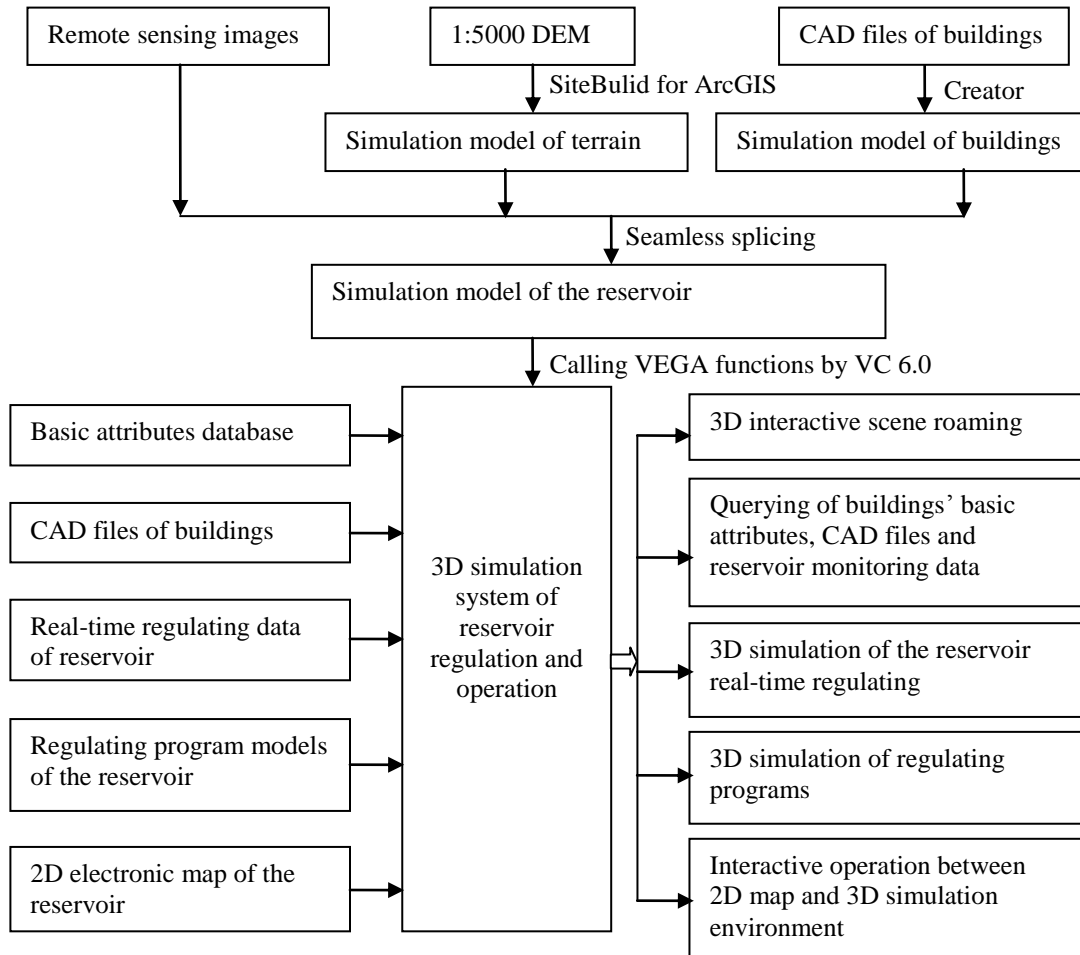 Remote sensing images
1:5000 DEM
CAD files of buildings
SiteBulid for ArcGIS
Creator
Simulation model of terrain
Simulation model of buildings
Seamless splicing
Simulation model of the reservoir
Calling VEGA functions by VC 6.0
Basic attributes database
CAD files of buildings
Real-time regulating data
of reservoir
Regulating program models
of the reservoir
2D electronic map of the
reservoir
3D simulation
system of
reservoir
regulation and
operation
3D interactive scene roaming
Querying of buildings’ basic
attributes, CAD files and
reservoir monitoring data
3D simulation of the reservoir
real-time regulating
3D simulation of regulating
programs
Interactive operation between
2D map and 3D simulation
environment